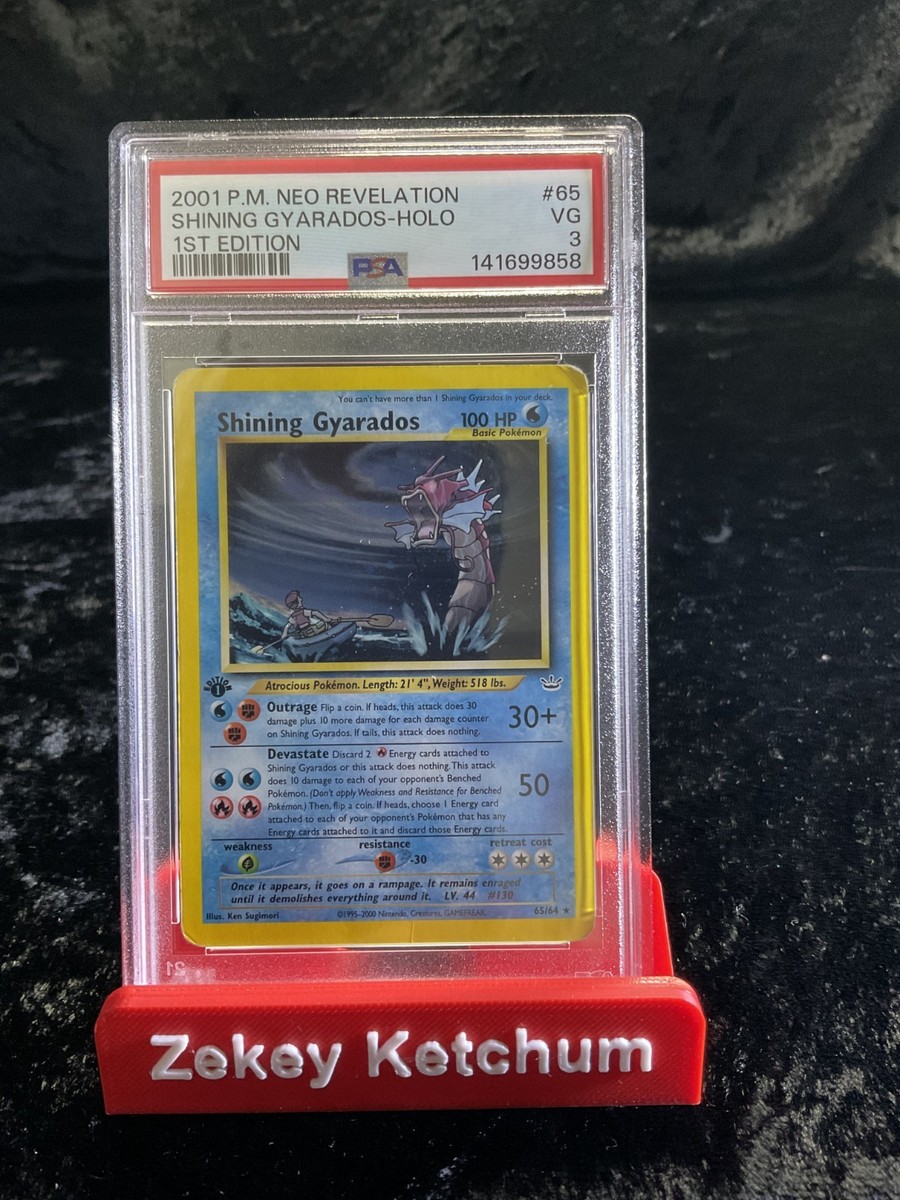 2001 P.M. NEO REVELATION #65
SHINING GYARADOS-HOLO VG
1ST EDITION 3
PSA 141699858
You can't have more than 1 Shining Gyarados in your deck.
Shining Gyarados 100 HP
Basic Pokémon
EDITION
1
Atrocious Pokémon. Length: 21' 4", Weight: 518 lbs.
Outrage Flip a coin. If heads, this attack does 30
damage plus 10 more damage for each damage counter
on Shining Gyarados. If tails, this attack does nothing.
30+
Devastate Discard 2 Energy cards attached to
Shining Gyarados or this attack does nothing. This attack
does 10 damage to each of your opponent's Benched
Pokémon. (Don't apply Weakness and Resistance for Benched
Pokémon.) Then, flip a coin. If heads, choose 1 Energy card
attached to each of your opponent's Pokémon that has any
Energy cards attached to it and discard those Energy cards.
50
weakness resistance retreat cost
-30
Once it appears, it goes on a rampage. It remains enraged
until it demolishes everything around it. LV. 44 #130
Illus. Ken Sugimori ©1995-2000 Nintendo, Creatures, GAMEFREAK. 65/64 ★
Zekey Ketchum